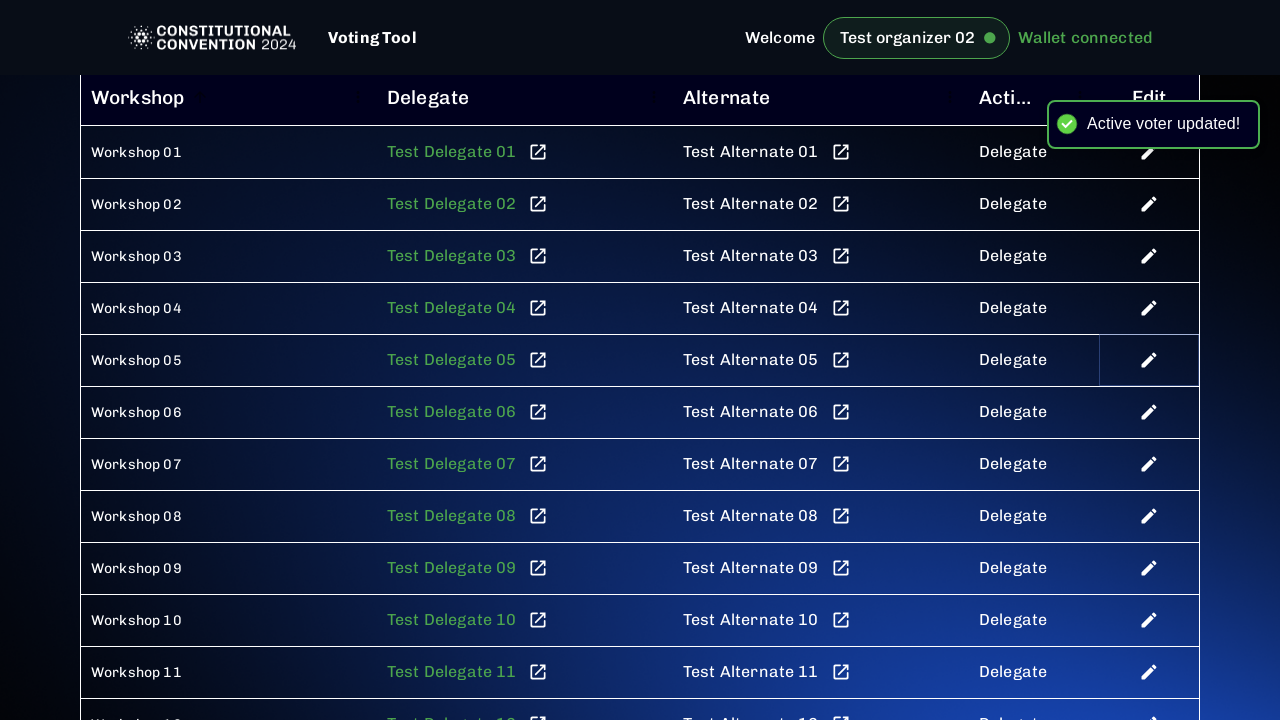 CONSTITUTIONAL
CONVENTION 2024
Voting Tool
Welcome
Test organizer 02
Wallet connected
Workshop Delegate Alternate Acti... Edit
Active voter updated!
Workshop 01 Test Delegate 01 Test Alternate 01 Delegate
Workshop 02 Test Delegate 02 Test Alternate 02 Delegate
Workshop 03 Test Delegate 03 Test Alternate 03 Delegate
Workshop 04 Test Delegate 04 Test Alternate 04 Delegate
Workshop 05 Test Delegate 05 Test Alternate 05 Delegate
Workshop 06 Test Delegate 06 Test Alternate 06 Delegate
Workshop 07 Test Delegate 07 Test Alternate 07 Delegate
Workshop 08 Test Delegate 08 Test Alternate 08 Delegate
Workshop 09 Test Delegate 09 Test Alternate 09 Delegate
Workshop 10 Test Delegate 10 Test Alternate 10 Delegate
Workshop 11 Test Delegate 11 Test Alternate 11 Delegate